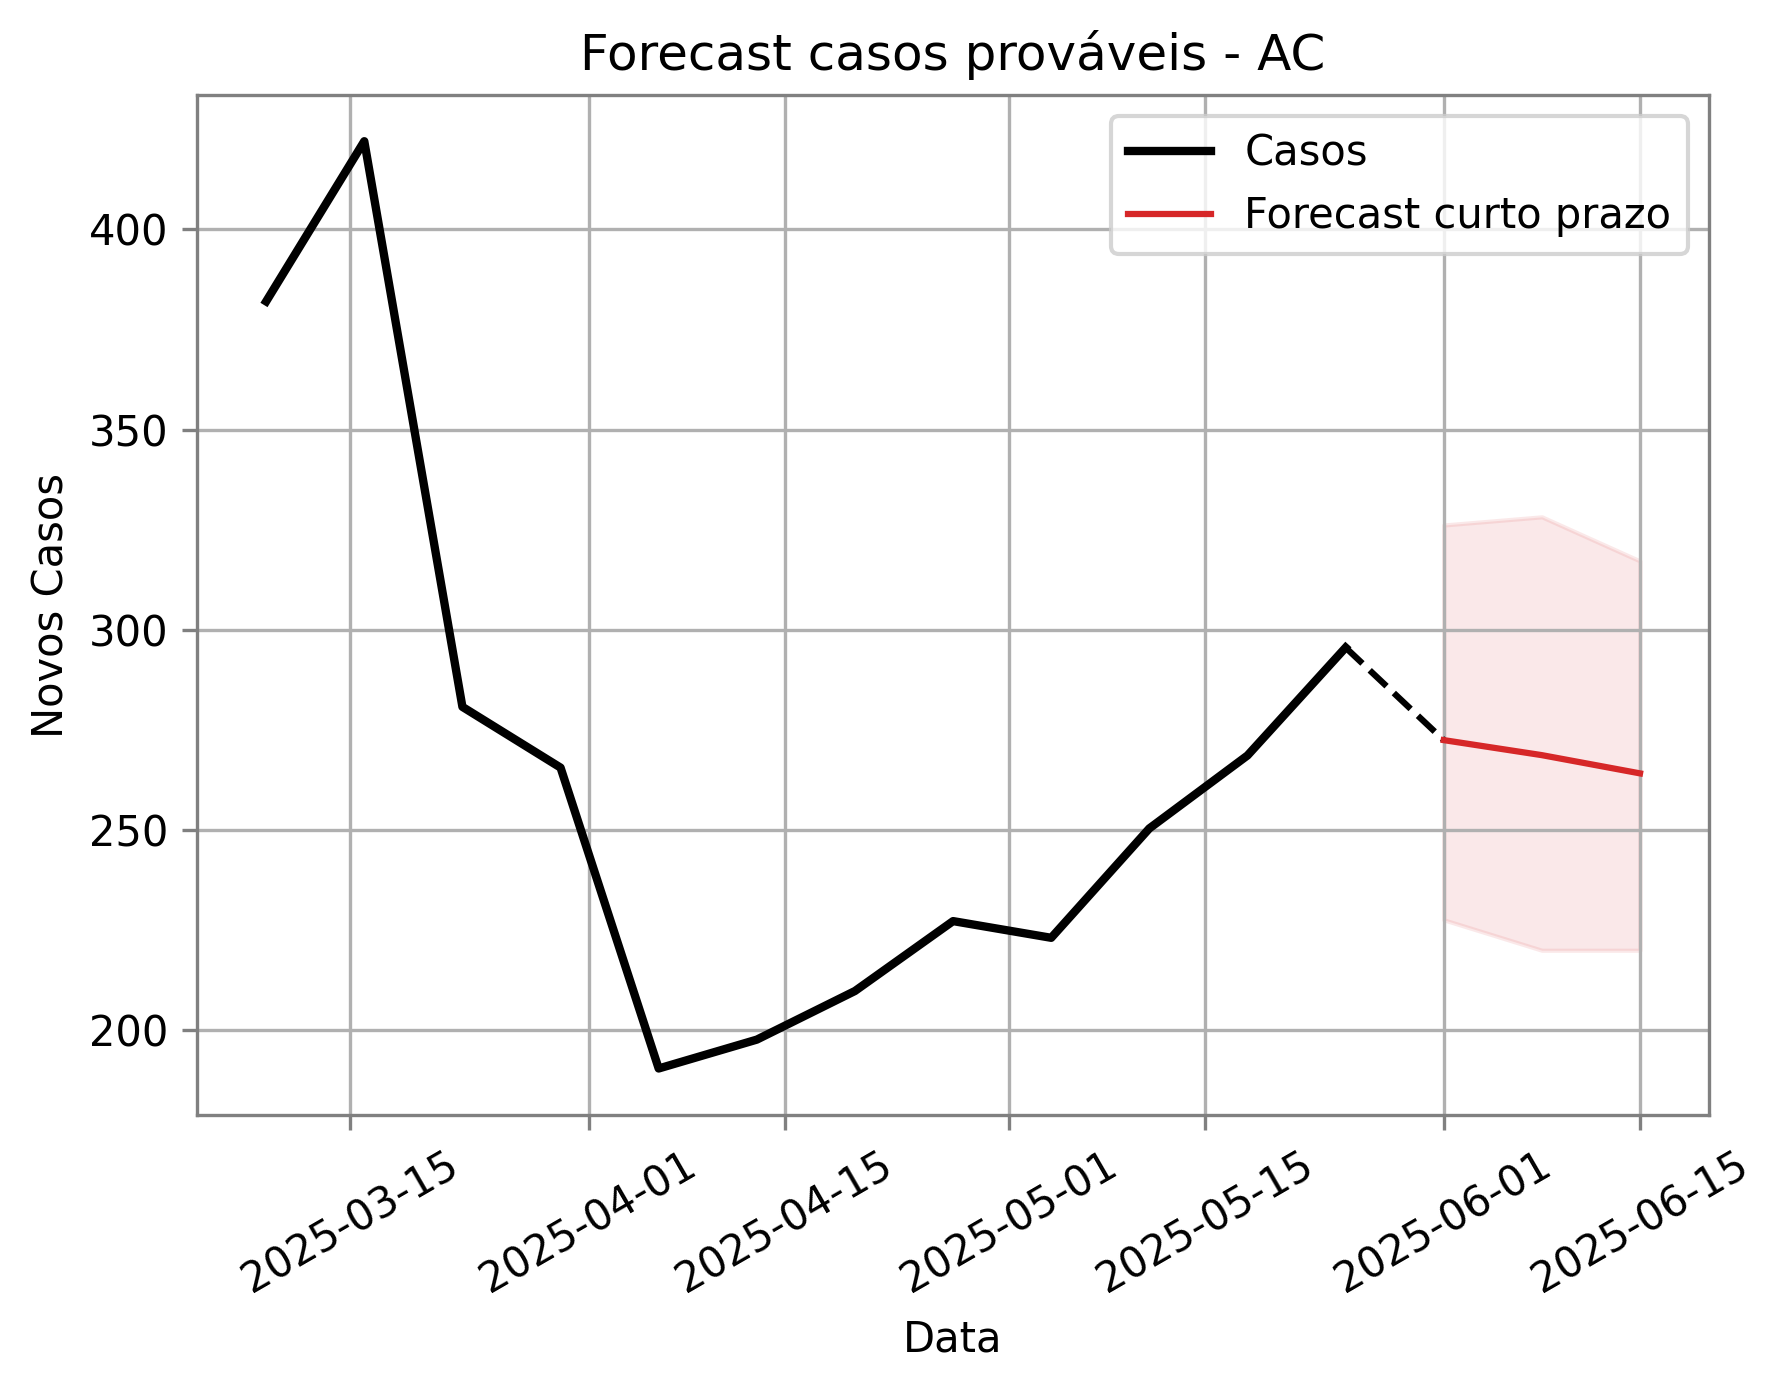 Forecast casos prováveis - AC
Casos
Forecast curto prazo
Novos Casos
400
350
300
250
200
2025-03-15
2025-04-01
2025-04-15
2025-05-01
2025-05-15
2025-06-01
2025-06-15
Data